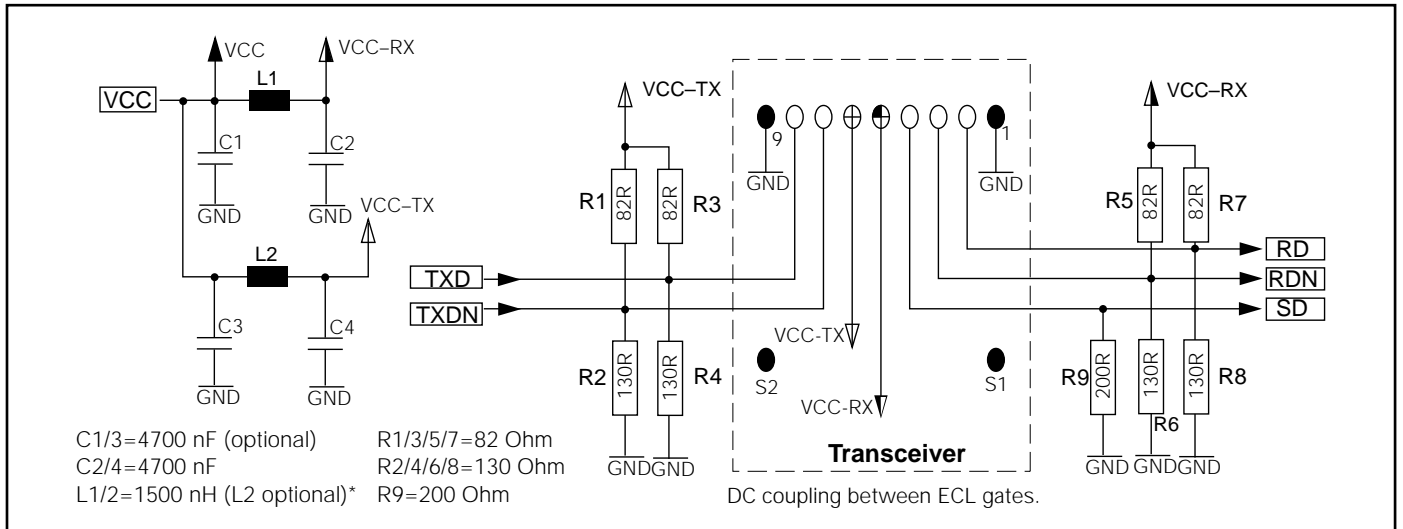 VCC
VCC–RX
L1
VCC
C1
C2
GND
GND
VCC–TX
L2
C3
C4
GND
GND
C1/3=4700 nF (optional)
C2/4=4700 nF
L1/2=1500 nH (L2 optional)*
R1/3/5/7=82 Ohm
R2/4/6/8=130 Ohm
R9=200 Ohm
VCC–TX
R1
82R
82R
R3
TXD
TXDN
R2
130R
130R
R4
GND
GND
9
1
GND
GND
VCC-TX
S2
S1
VCC-RX
Transceiver
DC coupling between ECL gates.
VCC–RX
R5
82R
82R
R7
RD
RDN
SD
R9
200R
130R
130R
R8
R6
GND
GND
GND